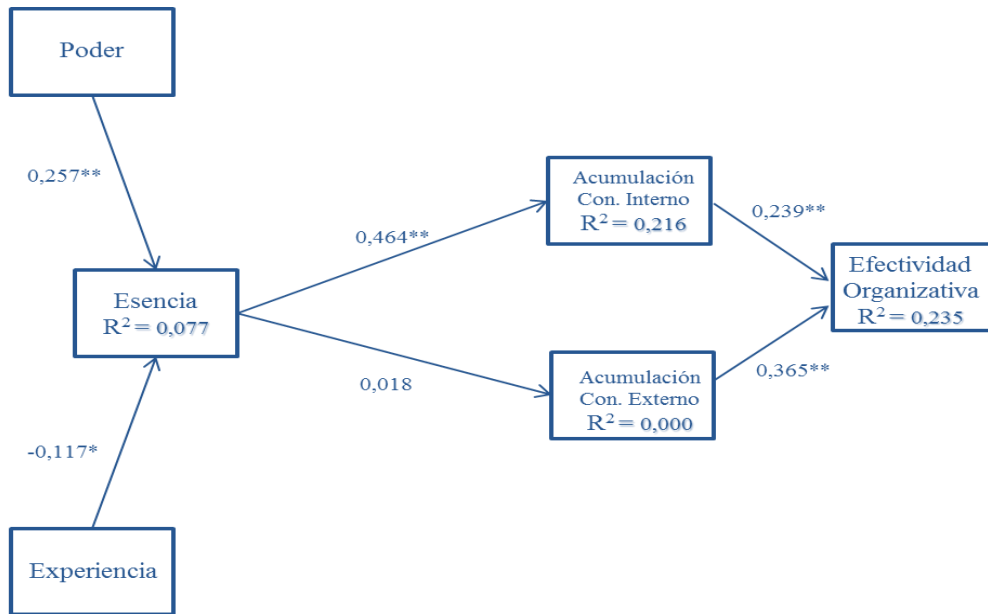 Poder
0,257**
Esencia
R² = 0,077
-0,117*
Experiencia
0,464**
0,018
Acumulación
Con. Interno
R² = 0,216
Acumulación
Con. Externo
R² = 0,000
0,239**
0,365**
Efectividad
Organizativa
R² = 0,235